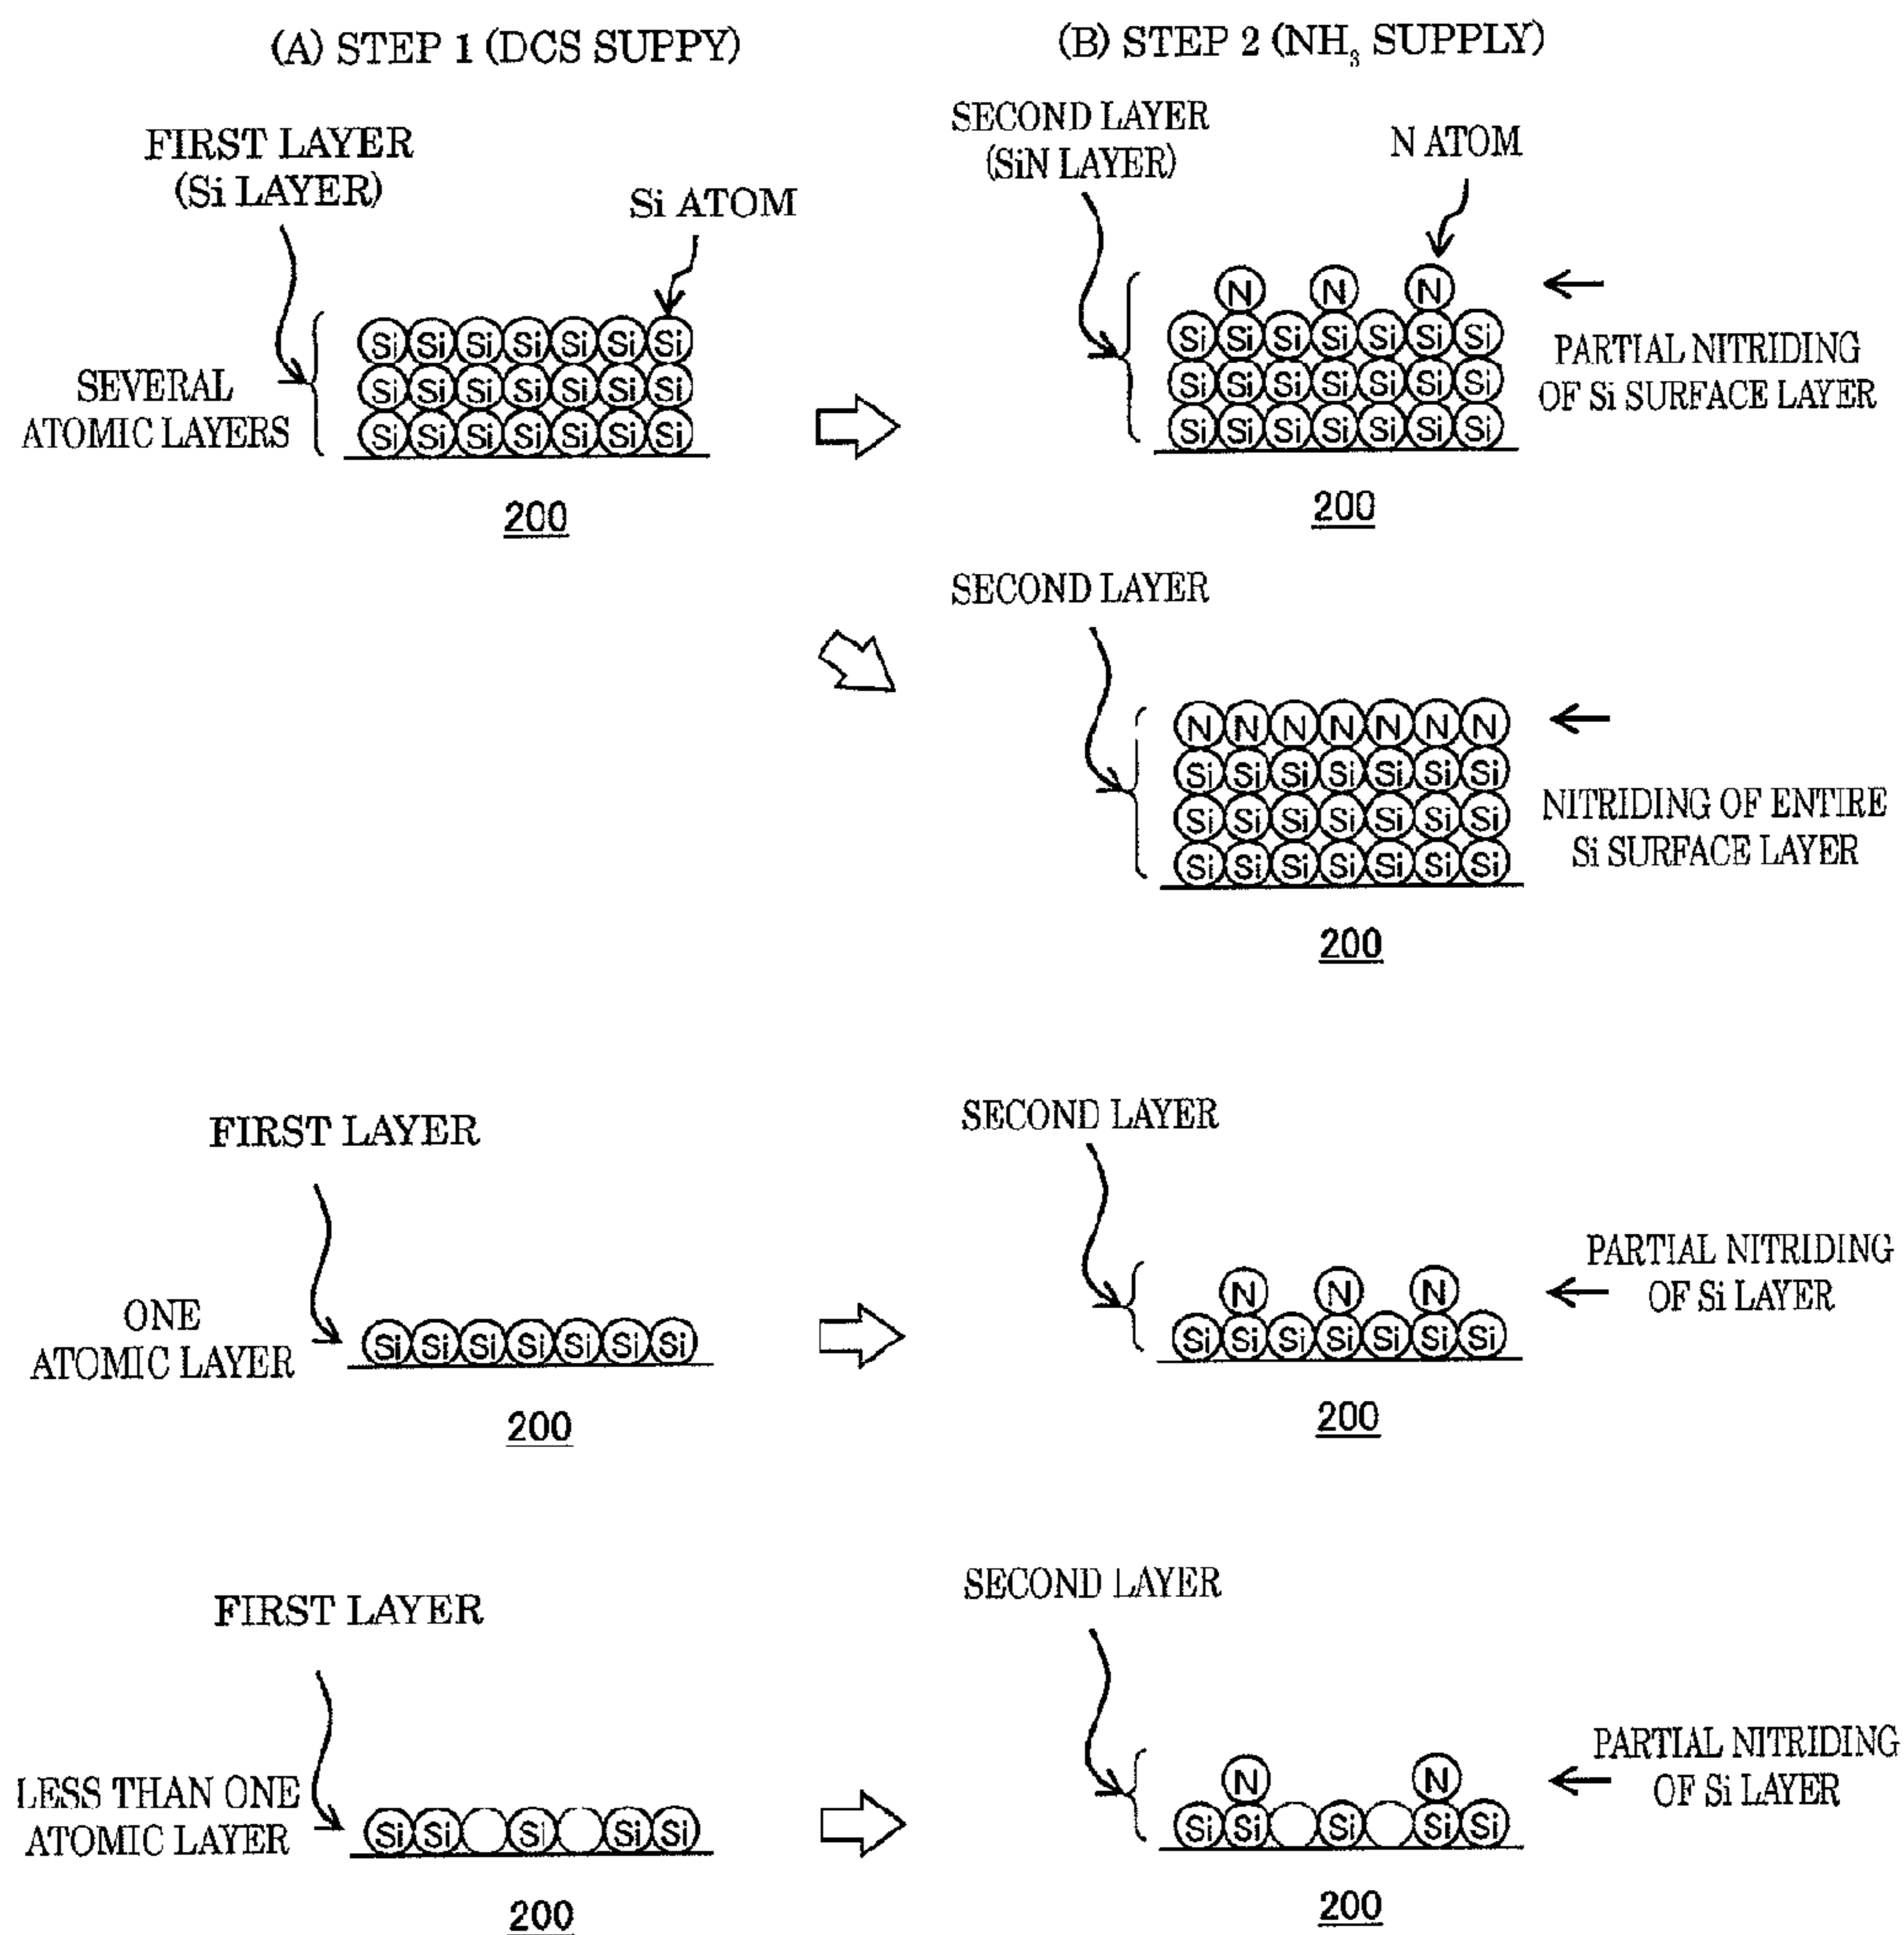 (A) STEP 1 (DCS SUPPY)
(B) STEP 2 (NH₃ SUPPLY)
FIRST LAYER
(Si LAYER)
Si ATOM
SEVERAL
ATOMIC LAYERS
Si Si Si Si Si Si Si
Si Si Si Si Si Si Si
Si Si Si Si Si Si Si
200
SECOND LAYER
(SiN LAYER)
N ATOM
N N N
Si Si Si Si Si Si Si
Si Si Si Si Si Si Si
Si Si Si Si Si Si Si
PARTIAL NITRIDING
OF Si SURFACE LAYER
200
SECOND LAYER
N N N N N N N
Si Si Si Si Si Si Si
Si Si Si Si Si Si Si
Si Si Si Si Si Si Si
NITRIDING OF ENTIRE
Si SURFACE LAYER
200
FIRST LAYER
ONE
ATOMIC LAYER
Si Si Si Si Si Si Si
200
SECOND LAYER
N N N
Si Si Si Si Si Si Si
PARTIAL NITRIDING
OF Si LAYER
200
FIRST LAYER
LESS THAN ONE
ATOMIC LAYER
Si Si Si Si Si
200
SECOND LAYER
N N
Si Si Si Si Si
PARTIAL NITRIDING
OF Si LAYER
200